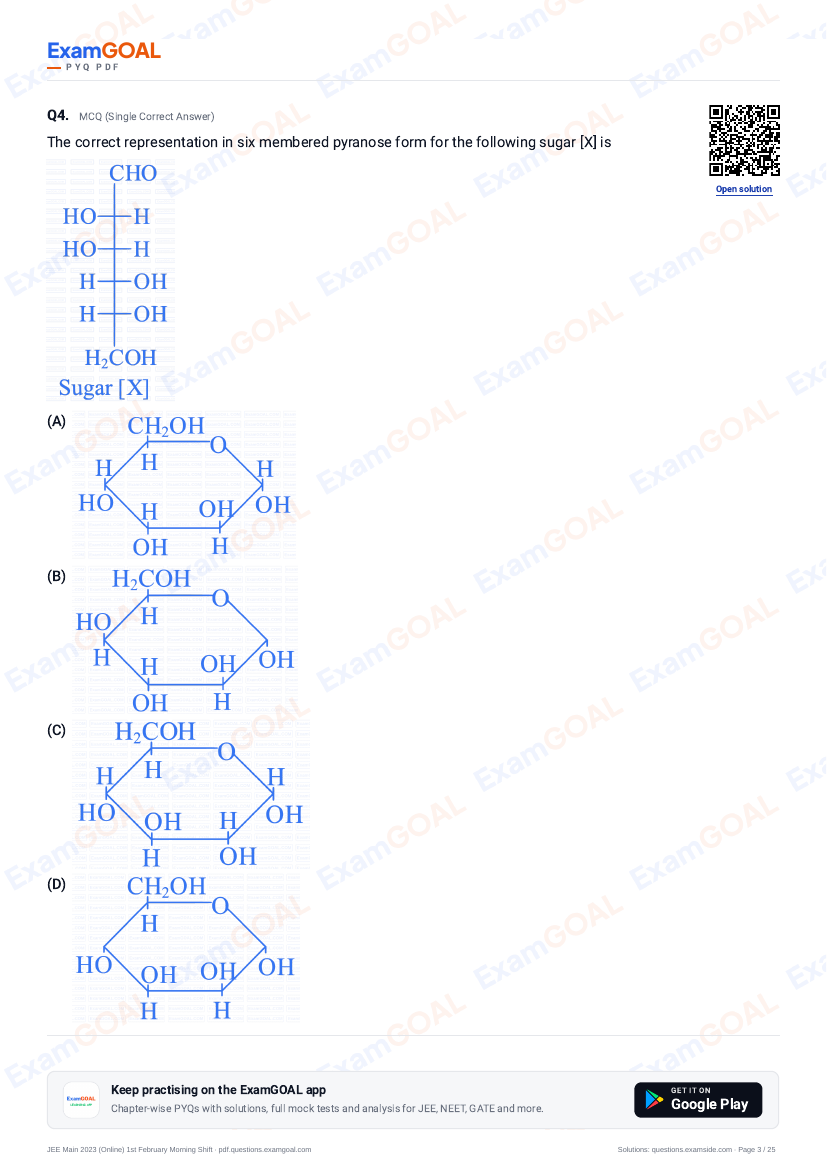 ExamGOAL
PYQ PDF
Q4. MCQ (Single Correct Answer)
The correct representation in six membered pyranose form for the following sugar [X] is
Open solution
CHO
HO H
HO H
H OH
H OH
H₂COH
Sugar [X]
(A)
CH₂OH
O
H H H
HO H OH OH
OH H
(B)
H₂COH
O
HO H
H H OH OH
OH H
(C)
H₂COH
O
H H H
HO OH H OH
H OH
(D)
CH₂OH
O
H
HO OH OH OH
H H
Keep practising on the ExamGOAL app
Chapter-wise PYQs with solutions, full mock tests and analysis for JEE, NEET, GATE and more.
GET IT ON
Google Play
JEE Main 2023 (Online) 1st February Morning Shift · pdf.questions.examgoal.com
Solutions: questions.examside.com · Page 3 / 25